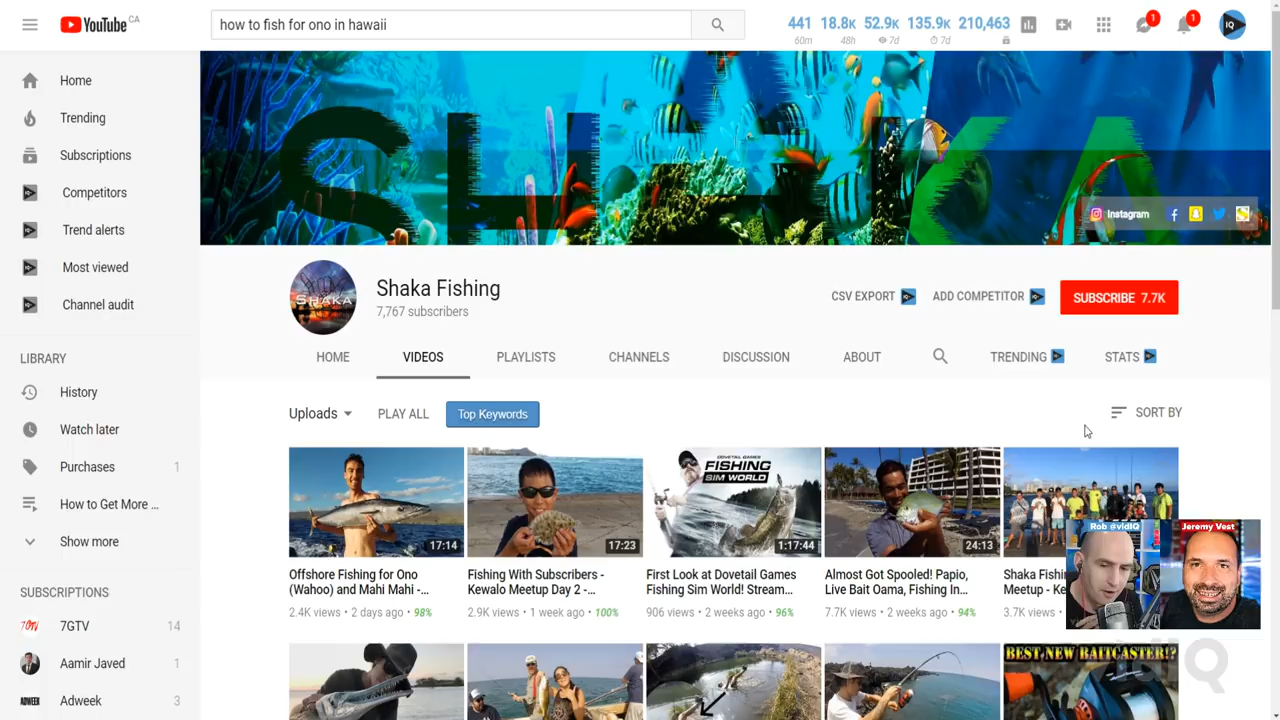 YouTube CA
how to fish for ono in hawaii
441 18.8K 52.9K 135.9K 210,463
60m 48h 7d 7d
1
1
IQ
Home
Trending
Subscriptions
Competitors
Trend alerts
Most viewed
Channel audit
LIBRARY
History
Watch later
Purchases 1
How to Get More ...
Show more
SUBSCRIPTIONS
7GTV 14
Aamir Javed 1
Adweek 3
SHAKA
Instagram
SHAKA
Shaka Fishing
7,767 subscribers
CSV EXPORT
ADD COMPETITOR
SUBSCRIBE 7.7K
HOME
VIDEOS
PLAYLISTS
CHANNELS
DISCUSSION
ABOUT
TRENDING
STATS
Uploads
PLAY ALL
Top Keywords
SORT BY
17:14
17:23
DOVETAIL GAMES
FISHING
SIM WORLD
1:17:44
24:13
Offshore Fishing for Ono
(Wahoo) and Mahi Mahi -...
2.4K views • 2 days ago • 98%
Fishing With Subscribers -
Kewalo Meetup Day 2 -...
2.9K views • 1 week ago • 100%
First Look at Dovetail Games
Fishing Sim World! Stream...
906 views • 2 weeks ago • 96%
Almost Got Spooled! Papio,
Live Bait Oama, Fishing In...
7.7K views • 2 weeks ago • 94%
Shaka Fishi
Meetup - Ke
3.7K views •
Rob @vidIQ
Jeremy Vest
BEST NEW BAITCASTER!?